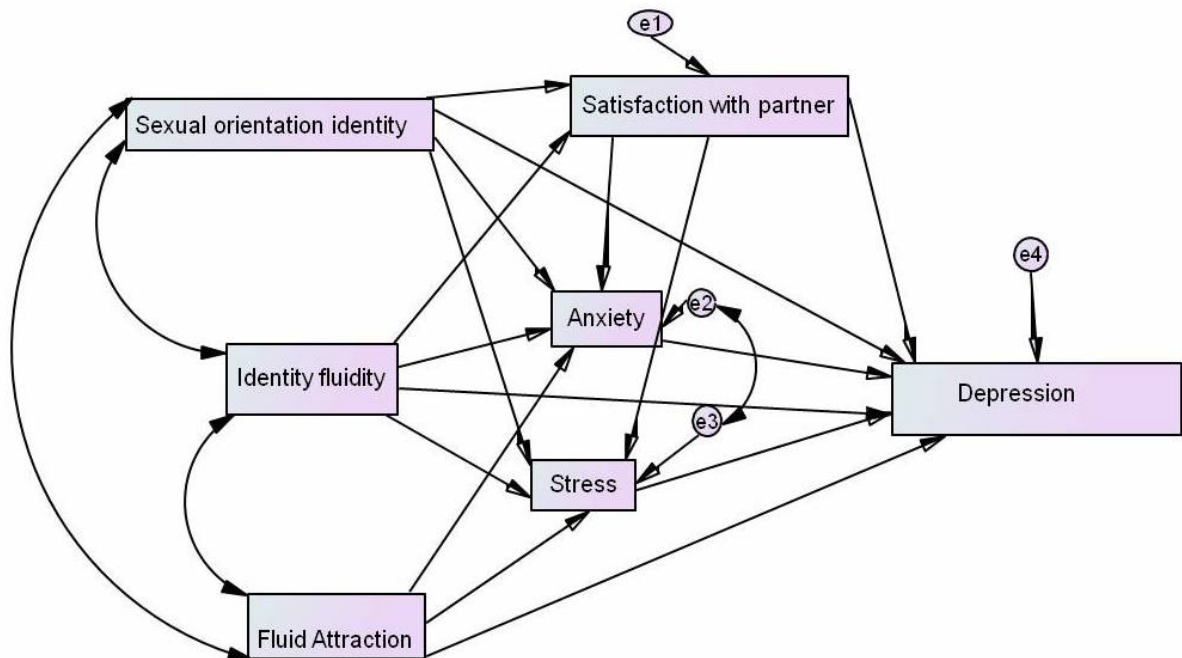 e1
Satisfaction with partner
Sexual orientation identity
e4
Anxiety
e2
Identity fluidity
Depression
e3
Stress
Fluid Attraction